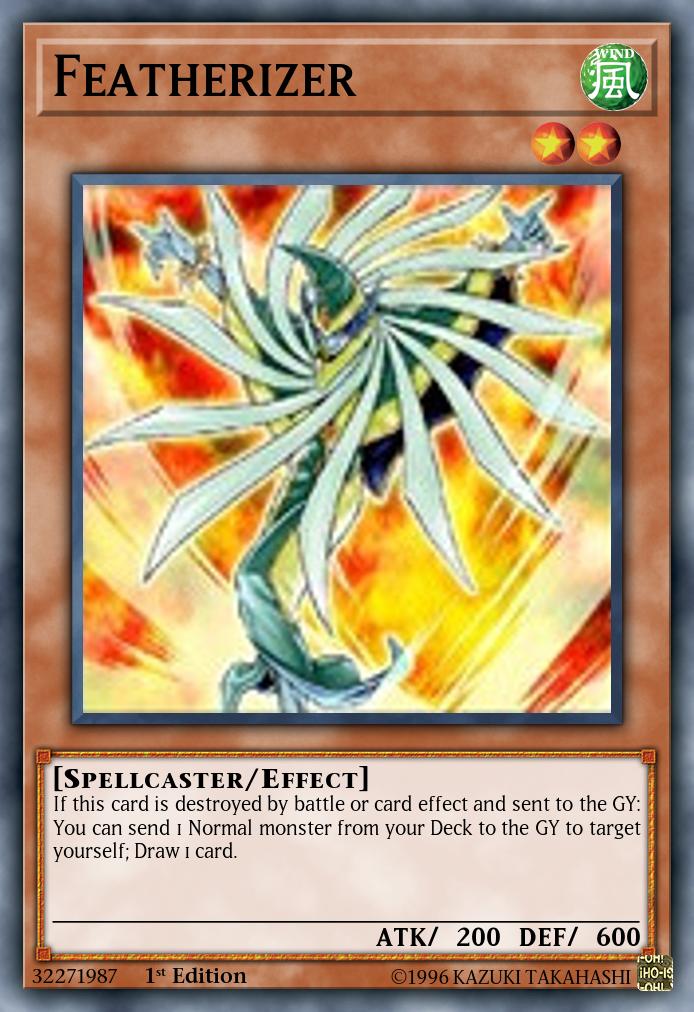 FEATHERIZER
WIND
風
[SPELLCASTER/EFFECT]
If this card is destroyed by battle or card effect and sent to the GY:
You can send 1 Normal monster from your Deck to the GY to target
yourself; Draw 1 card.
ATK/ 200 DEF/ 600
32271987 1st Edition ©1996 KAZUKI TAKAHASHI